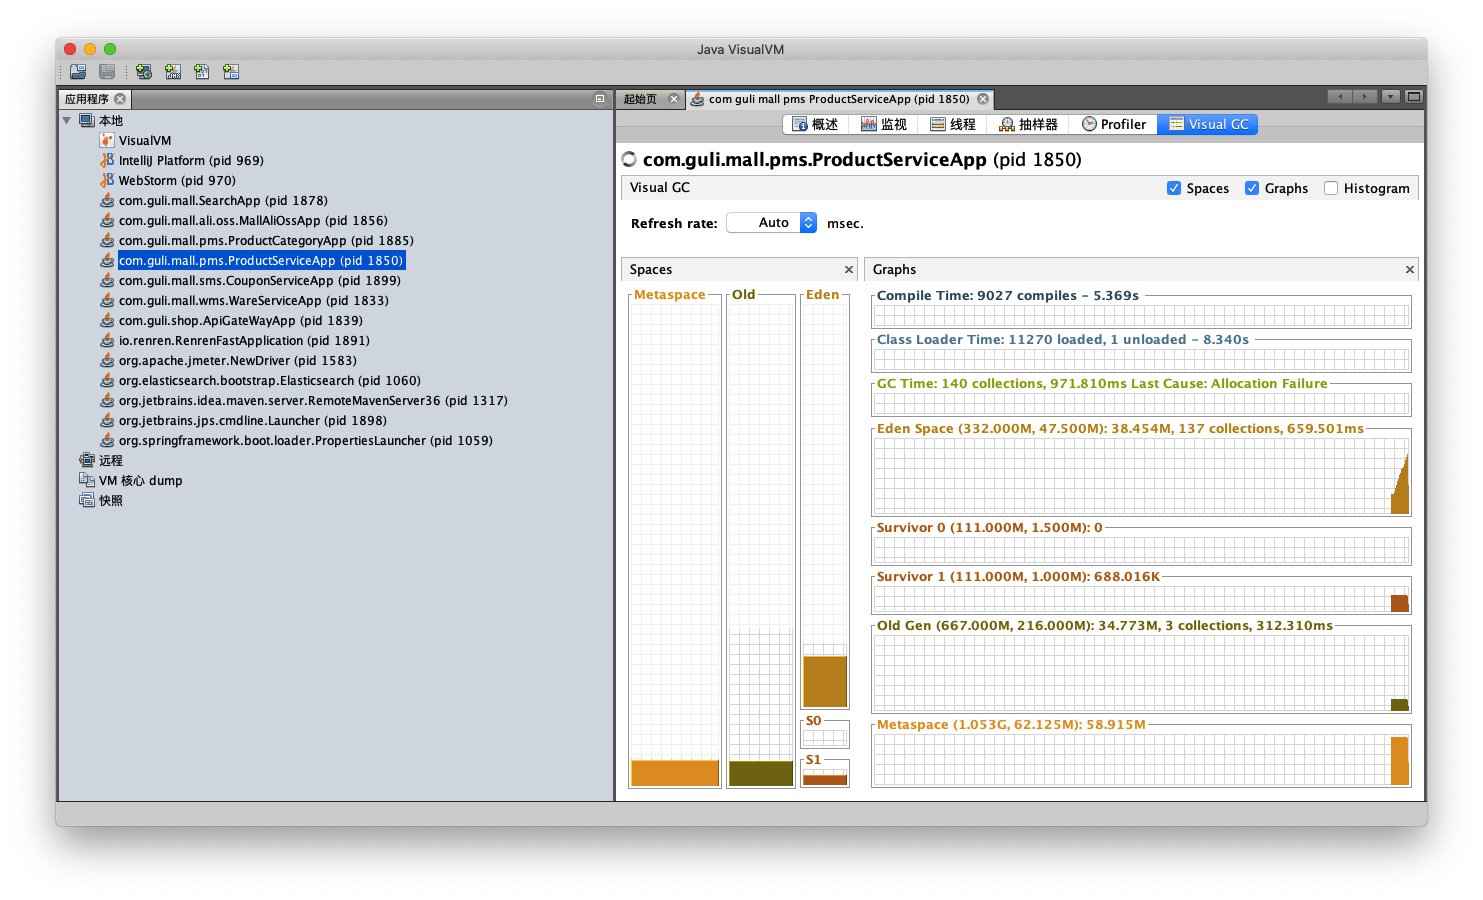 Java VisualVM
应用程序
本地
VisualVM
IntelliJ Platform (pid 969)
WebStorm (pid 970)
com.guli.mall.SearchApp (pid 1878)
com.guli.mall.ali.oss.MallAliOssApp (pid 1856)
com.guli.mall.pms.ProductCategoryApp (pid 1885)
com.guli.mall.pms.ProductServiceApp (pid 1850)
com.guli.mall.sms.CouponServiceApp (pid 1899)
com.guli.mall.wms.WareServiceApp (pid 1833)
com.guli.shop.ApiGateWayApp (pid 1839)
io.renren.RenrenFastApplication (pid 1891)
org.apache.jmeter.NewDriver (pid 1583)
org.elasticsearch.bootstrap.Elasticsearch (pid 1060)
org.jetbrains.idea.maven.server.RemoteMavenServer36 (pid 1317)
org.jetbrains.jps.cmdline.Launcher (pid 1898)
org.springframework.boot.loader.PropertiesLauncher (pid 1059)
远程
VM 核心 dump
快照
起始页 com guli mall pms ProductServiceApp (pid 1850)
概述 监视 线程 抽样器 Profiler Visual GC
com.guli.mall.pms.ProductServiceApp (pid 1850)
Visual GC Spaces Graphs Histogram
Refresh rate: Auto msec.
Spaces
Metaspace Old Eden
S0
S1
Graphs
Compile Time: 9027 compiles - 5.369s
Class Loader Time: 11270 loaded, 1 unloaded - 8.340s
GC Time: 140 collections, 971.810ms Last Cause: Allocation Failure
Eden Space (332.000M, 47.500M): 38.454M, 137 collections, 659.501ms
Survivor 0 (111.000M, 1.500M): 0
Survivor 1 (111.000M, 1.000M): 688.016K
Old Gen (667.000M, 216.000M): 34.773M, 3 collections, 312.310ms
Metaspace (1.053G, 62.125M): 58.915M